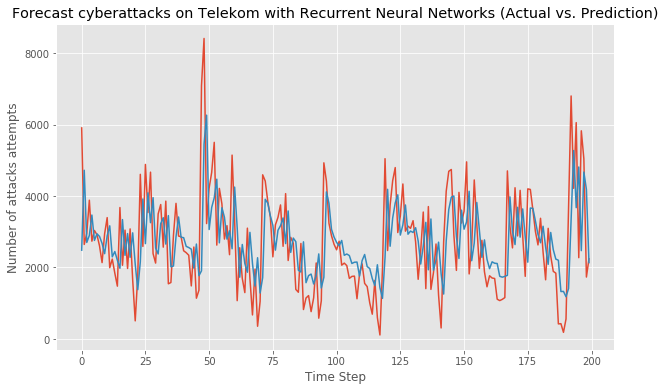 Forecast cyberattacks on Telekom with Recurrent Neural Networks (Actual vs. Prediction)
Number of attacks attempts
8000
6000
4000
2000
0
0 25 50 75 100 125 150 175 200
Time Step